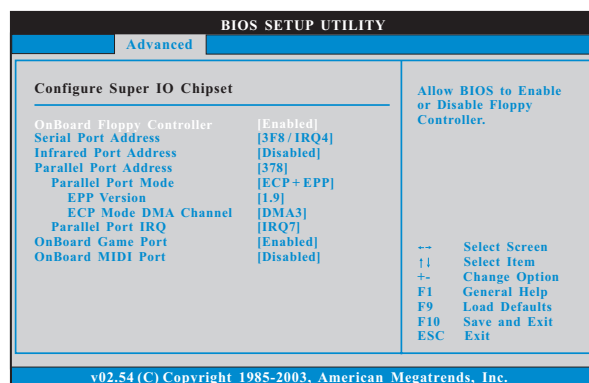 BIOS SETUP UTILITY
Advanced
Configure Super IO Chipset
OnBoard Floppy Controller [Enabled]
Serial Port Address [3F8 / IRQ4]
Infrared Port Address [Disabled]
Parallel Port Address [378]
Parallel Port Mode [ECP + EPP]
EPP Version [1.9]
ECP Mode DMA Channel [DMA3]
Parallel Port IRQ [IRQ7]
OnBoard Game Port [Enabled]
OnBoard MIDI Port [Disabled]
Allow BIOS to Enable
or Disable Floppy
Controller.
←→ Select Screen
↑↓ Select Item
+- Change Option
F1 General Help
F9 Load Defaults
F10 Save and Exit
ESC Exit
v02.54 (C) Copyright 1985-2003, American Megatrends, Inc.